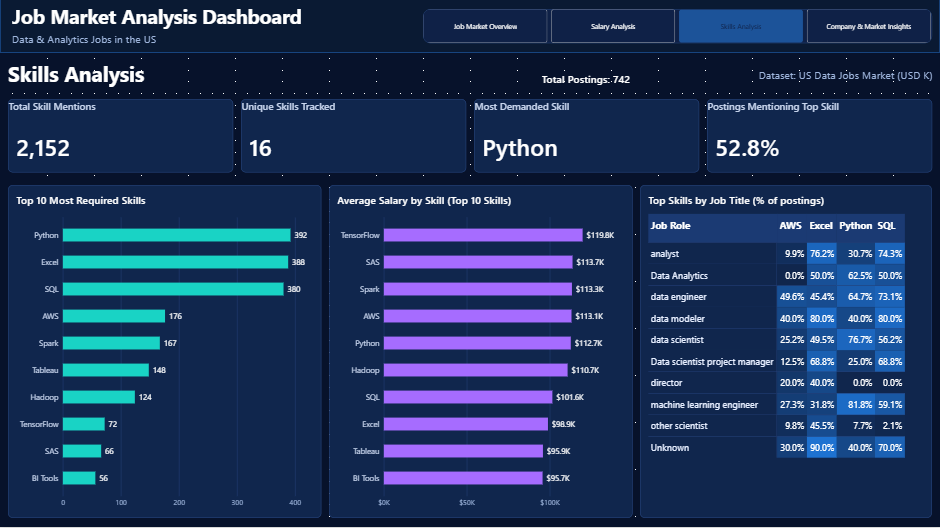 Job Market Analysis Dashboard
Data & Analytics Jobs in the US
Job Market Overview
Salary Analysis
Skills Analysis
Company & Market Insights
Skills Analysis
Total Postings: 742
Dataset: US Data Jobs Market (USD K)
Total Skill Mentions
2,152
Unique Skills Tracked
16
Most Demanded Skill
Python
Postings Mentioning Top Skill
52.8%
Top 10 Most Required Skills
Python 392
Excel 388
SQL 380
AWS 176
Spark 167
Tableau 148
Hadoop 124
TensorFlow 72
SAS 66
BI Tools 56
0 100 200 300 400
Average Salary by Skill (Top 10 Skills)
TensorFlow $119.8K
SAS $113.7K
Spark $113.3K
AWS $113.1K
Python $112.7K
Hadoop $110.7K
SQL $101.6K
Excel $98.9K
Tableau $95.9K
BI Tools $95.7K
$0K $50K $100K
Top Skills by Job Title (% of postings)
Job Role AWS Excel Python SQL
analyst 9.9% 76.2% 30.7% 74.3%
Data Analytics 0.0% 50.0% 62.5% 50.0%
data engineer 49.6% 45.4% 64.7% 73.1%
data modeler 40.0% 80.0% 40.0% 80.0%
data scientist 25.2% 49.5% 76.7% 56.2%
Data scientist project manager 12.5% 68.8% 25.0% 68.8%
director 20.0% 40.0% 0.0% 0.0%
machine learning engineer 27.3% 31.8% 81.8% 59.1%
other scientist 9.8% 45.5% 7.7% 2.1%
Unknown 30.0% 90.0% 40.0% 70.0%